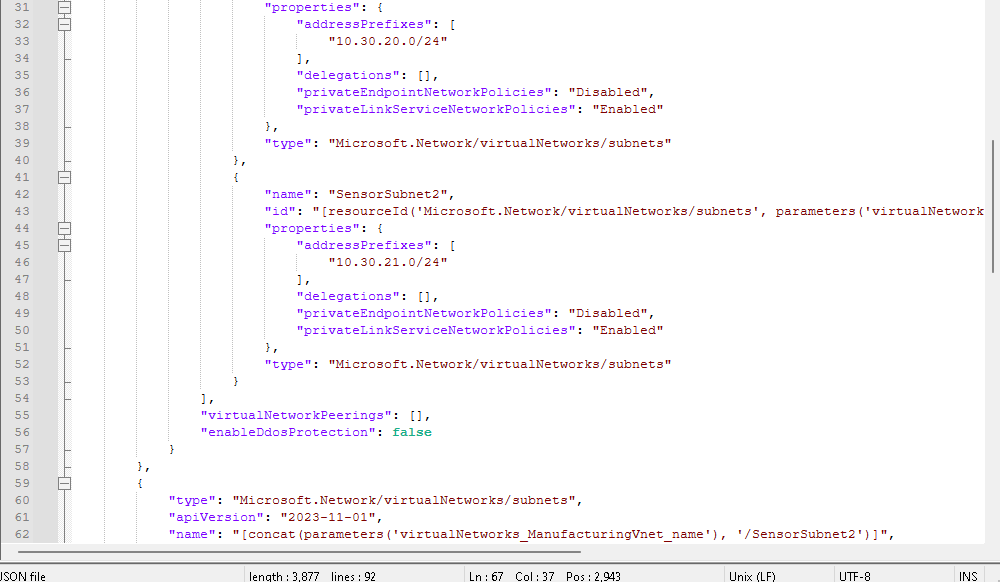 31 "properties": {
32 "addressPrefixes": [
33 "10.30.20.0/24"
34 ],
35 "delegations": [],
36 "privateEndpointNetworkPolicies": "Disabled",
37 "privateLinkServiceNetworkPolicies": "Enabled"
38 },
39 "type": "Microsoft.Network/virtualNetworks/subnets"
40 },
41 {
42 "name": "SensorSubnet2",
43 "id": "[resourceId('Microsoft.Network/virtualNetworks/subnets', parameters('virtualNetwork
44 "properties": {
45 "addressPrefixes": [
46 "10.30.21.0/24"
47 ],
48 "delegations": [],
49 "privateEndpointNetworkPolicies": "Disabled",
50 "privateLinkServiceNetworkPolicies": "Enabled"
51 },
52 "type": "Microsoft.Network/virtualNetworks/subnets"
53 }
54 ],
55 "virtualNetworkPeerings": [],
56 "enableDdosProtection": false
57 }
58 },
59 {
60 "type": "Microsoft.Network/virtualNetworks/subnets",
61 "apiVersion": "2023-11-01",
62 "name": "[concat(parameters('virtualNetworks_ManufacturingVnet_name'), '/SensorSubnet2')]",
JSON file length : 3,877 lines : 92 Ln : 67 Col : 37 Pos : 2,943 Unix (LF) UTF-8 INS